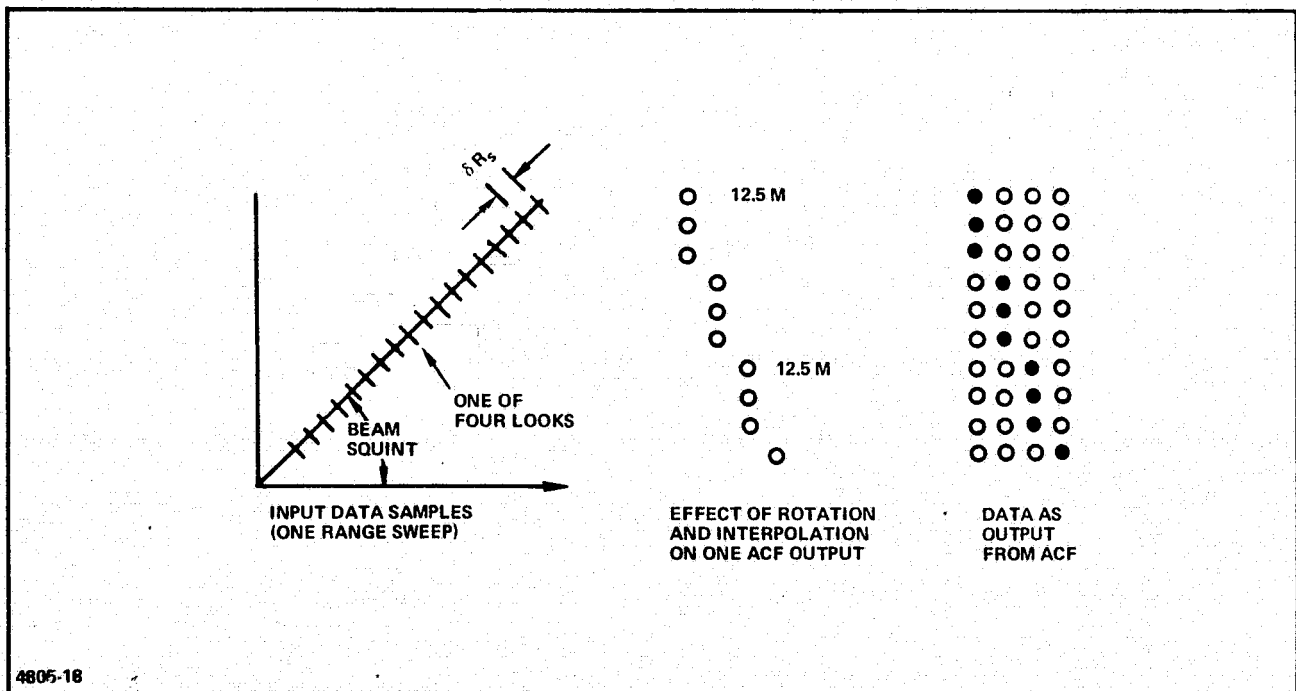 δ Rs
12.5 M
12.5 M
ONE OF
FOUR LOOKS
BEAM
SQUINT
INPUT DATA SAMPLES
(ONE RANGE SWEEP)
EFFECT OF ROTATION
AND INTERPOLATION
ON ONE ACF OUTPUT
DATA AS
OUTPUT
FROM ACF
4805-18